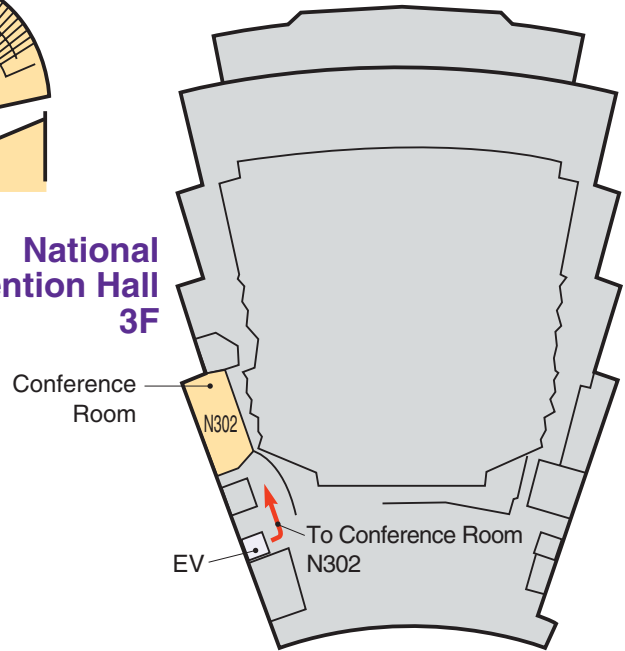 National
ention Hall
3F
Conference
Room
N302
To Conference Room
N302
EV